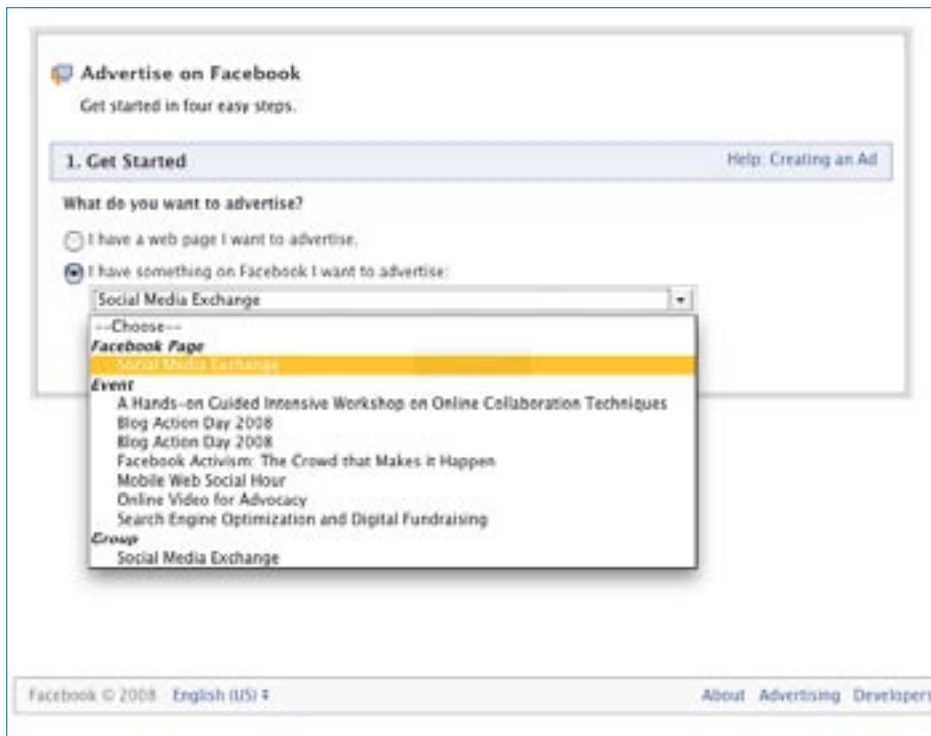 Advertise on Facebook
Get started in four easy steps.
1. Get Started
Help: Creating an Ad
What do you want to advertise?
I have a web page I want to advertise.
I have something on Facebook I want to advertise:
Social Media Exchange
--Choose--
Facebook Page
Social Media Exchange
Event
A Hands-on Guided Intensive Workshop on Online Collaboration Techniques
Blog Action Day 2008
Blog Action Day 2008
Facebook Activism: The Crowd that Makes it Happen
Mobile Web Social Hour
Online Video for Advocacy
Search Engine Optimization and Digital Fundraising
Group
Social Media Exchange
Facebook © 2008 English (US)
About Advertising Developers